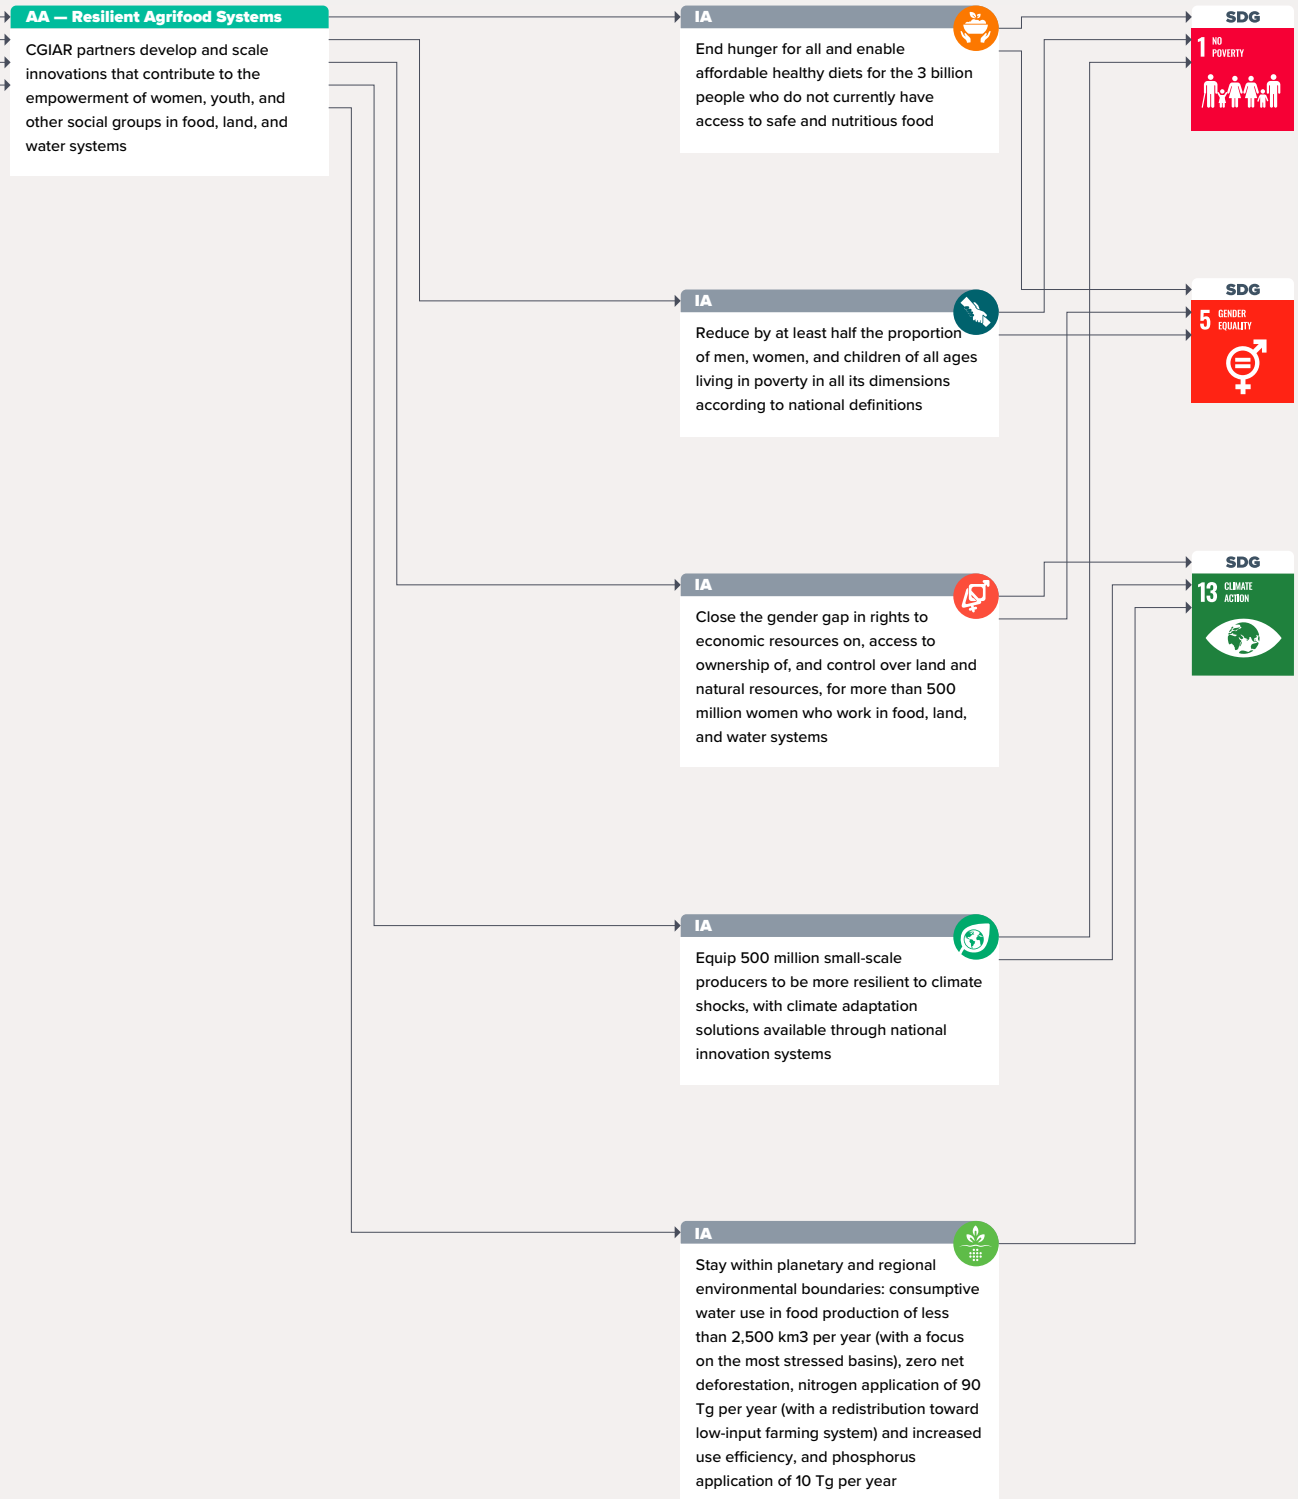 AA — Resilient Agrifood Systems
CGIAR partners develop and scale
innovations that contribute to the
empowerment of women, youth, and
other social groups in food, land, and
water systems
IA
End hunger for all and enable
affordable healthy diets for the 3 billion
people who do not currently have
access to safe and nutritious food
SDG
1 NO
POVERTY
IA
Reduce by at least half the proportion
of men, women, and children of all ages
living in poverty in all its dimensions
according to national definitions
SDG
5 GENDER
EQUALITY
IA
Close the gender gap in rights to
economic resources on, access to
ownership of, and control over land and
natural resources, for more than 500
million women who work in food, land,
and water systems
SDG
13 CLIMATE
ACTION
IA
Equip 500 million small-scale
producers to be more resilient to climate
shocks, with climate adaptation
solutions available through national
innovation systems
IA
Stay within planetary and regional
environmental boundaries: consumptive
water use in food production of less
than 2,500 km3 per year (with a focus
on the most stressed basins), zero net
deforestation, nitrogen application of 90
Tg per year (with a redistribution toward
low-input farming system) and increased
use efficiency, and phosphorus
application of 10 Tg per year